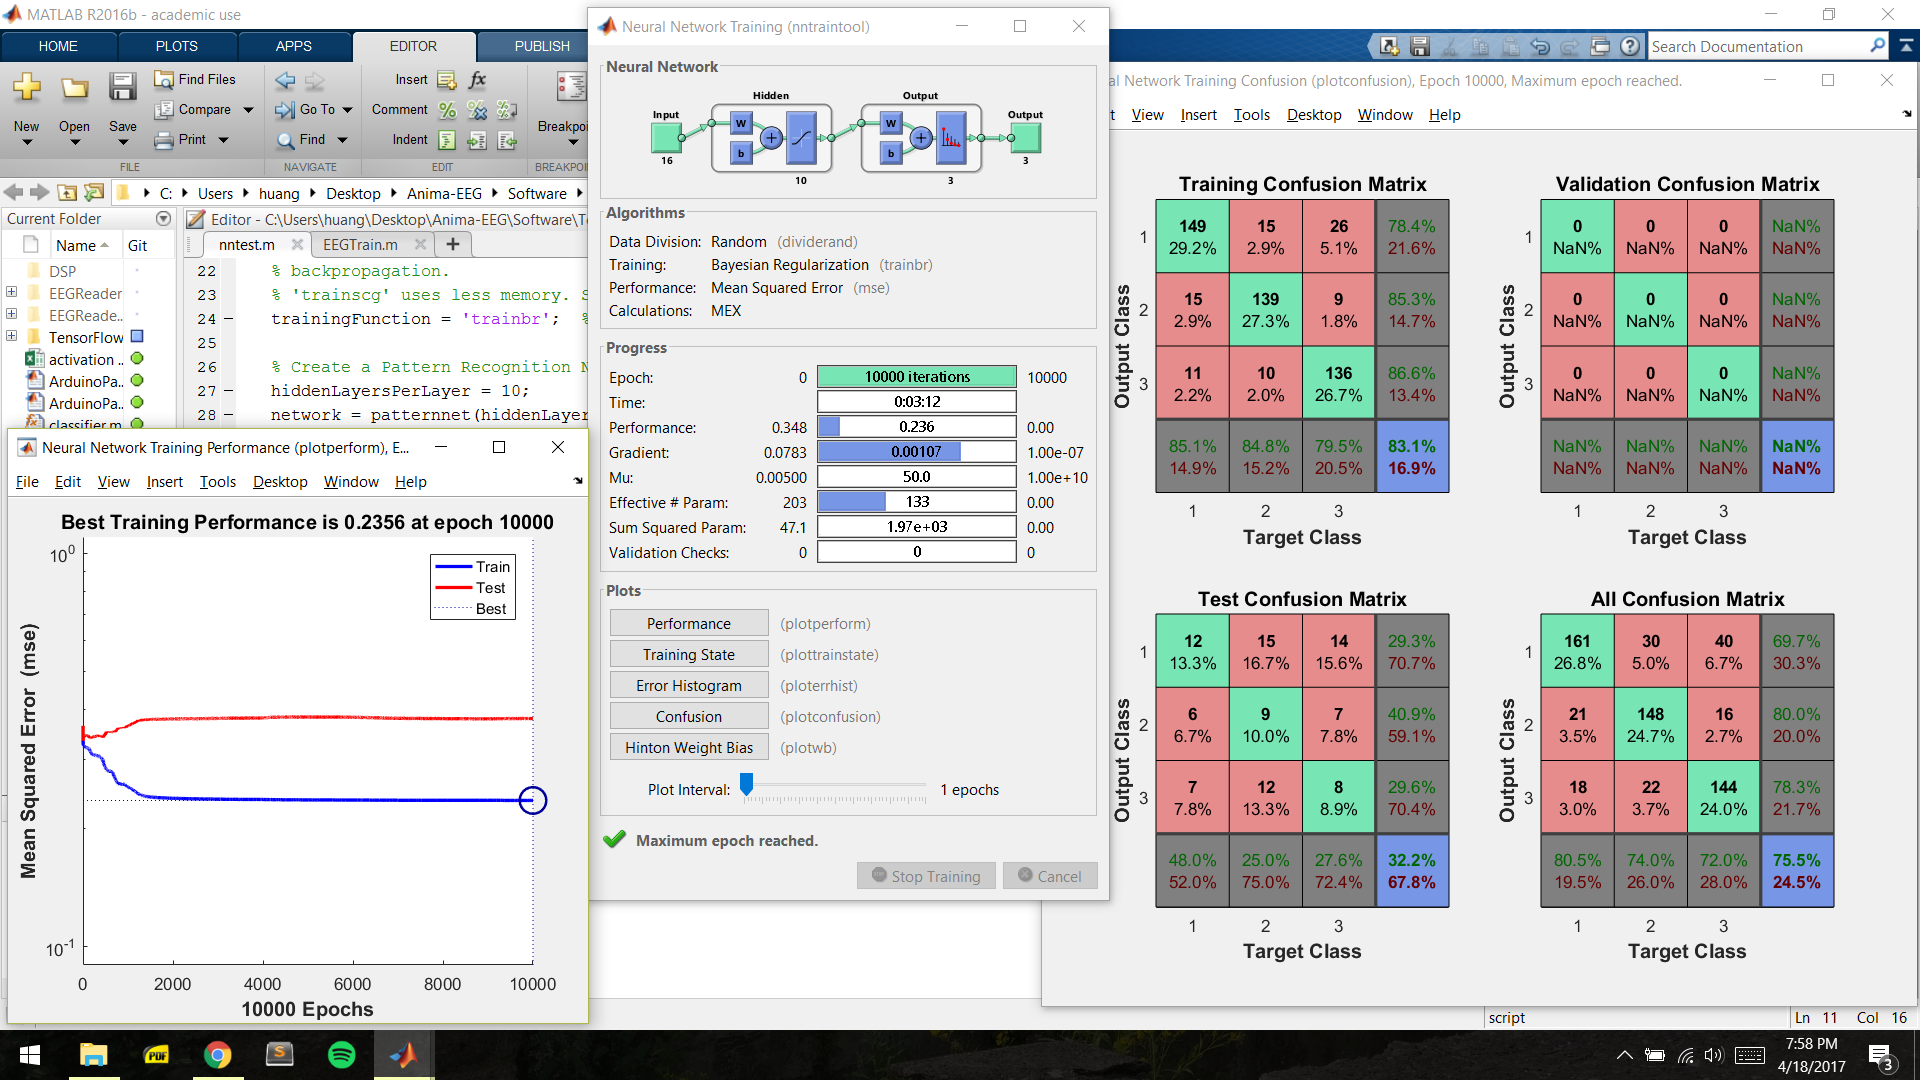 MATLAB R2016b - academic use
HOME PLOTS APPS EDITOR PUBLISH
Search Documentation
New Open Save
Find Files
Compare
Print
Go To
Find
Insert
Comment
Indent
FILE NAVIGATE EDIT
C: Users huang Desktop Anima-EEG Software
Current Folder
Name Git
DSP
EEGReader
EEGReade..
TensorFlow
activation ..
ArduinoPa..
ArduinoPa..
classifier.m
Editor - C:\Users\huang\Desktop\Anima-EEG\Software\T
nntest.m EEGTrain.m
22 % backpropagation.
23 % 'trainscg' uses less memory.
24 trainingFunction = 'trainbr';
25
26 % Create a Pattern Recognition N
27 hiddenLayersPerLayer = 10;
28 network = patternnet(hiddenLayer
Neural Network Training Performance (plotperform), E...
File Edit View Insert Tools Desktop Window Help
Best Training Performance is 0.2356 at epoch 10000
Train
Test
Best
Mean Squared Error (mse)
10^0
10^-1
0 2000 4000 6000 8000 10000
10000 Epochs
Neural Network Training (nntraintool)
Neural Network
Hidden Output
Input Output
W b W b
16 10 3 3
Algorithms
Data Division: Random (dividerand)
Training: Bayesian Regularization (trainbr)
Performance: Mean Squared Error (mse)
Calculations: MEX
Progress
Epoch: 0 10000 iterations 10000
Time: 0:03:12
Performance: 0.348 0.236 0.00
Gradient: 0.0783 0.00107 1.00e-07
Mu: 0.00500 50.0 1.00e+10
Effective # Param: 203 133 0.00
Sum Squared Param: 47.1 1.97e+03 0.00
Validation Checks: 0 0 0
Plots
Performance (plotperform)
Training State (plottrainstate)
Error Histogram (ploterrhist)
Confusion (plotconfusion)
Hinton Weight Bias (plotwb)
Plot Interval: 1 epochs
Maximum epoch reached.
Stop Training Cancel
al Network Training Confusion (plotconfusion), Epoch 10000, Maximum epoch reached.
t View Insert Tools Desktop Window Help
Training Confusion Matrix
1 149 15 26 78.4%
29.2% 2.9% 5.1% 21.6%
2 15 139 9 85.3%
2.9% 27.3% 1.8% 14.7%
3 11 10 136 86.6%
2.2% 2.0% 26.7% 13.4%
85.1% 84.8% 79.5% 83.1%
14.9% 15.2% 20.5% 16.9%
1 2 3
Output Class
Target Class
Validation Confusion Matrix
1 0 0 0 NaN%
NaN% NaN% NaN% NaN%
2 0 0 0 NaN%
NaN% NaN% NaN% NaN%
3 0 0 0 NaN%
NaN% NaN% NaN% NaN%
NaN% NaN% NaN% NaN%
NaN% NaN% NaN% NaN%
1 2 3
Output Class
Target Class
Test Confusion Matrix
1 12 15 14 29.3%
13.3% 16.7% 15.6% 70.7%
2 6 9 7 40.9%
6.7% 10.0% 7.8% 59.1%
3 7 12 8 29.6%
7.8% 13.3% 8.9% 70.4%
48.0% 25.0% 27.6% 32.2%
52.0% 75.0% 72.4% 67.8%
1 2 3
Output Class
Target Class
All Confusion Matrix
1 161 30 40 69.7%
26.8% 5.0% 6.7% 30.3%
2 21 148 16 80.0%
3.5% 24.7% 2.7% 20.0%
3 18 22 144 78.3%
3.0% 3.7% 24.0% 21.7%
80.5% 74.0% 72.0% 75.5%
19.5% 26.0% 28.0% 24.5%
1 2 3
Output Class
Target Class
script Ln 11 Col 16
PDF
7:58 PM
4/18/2017
3